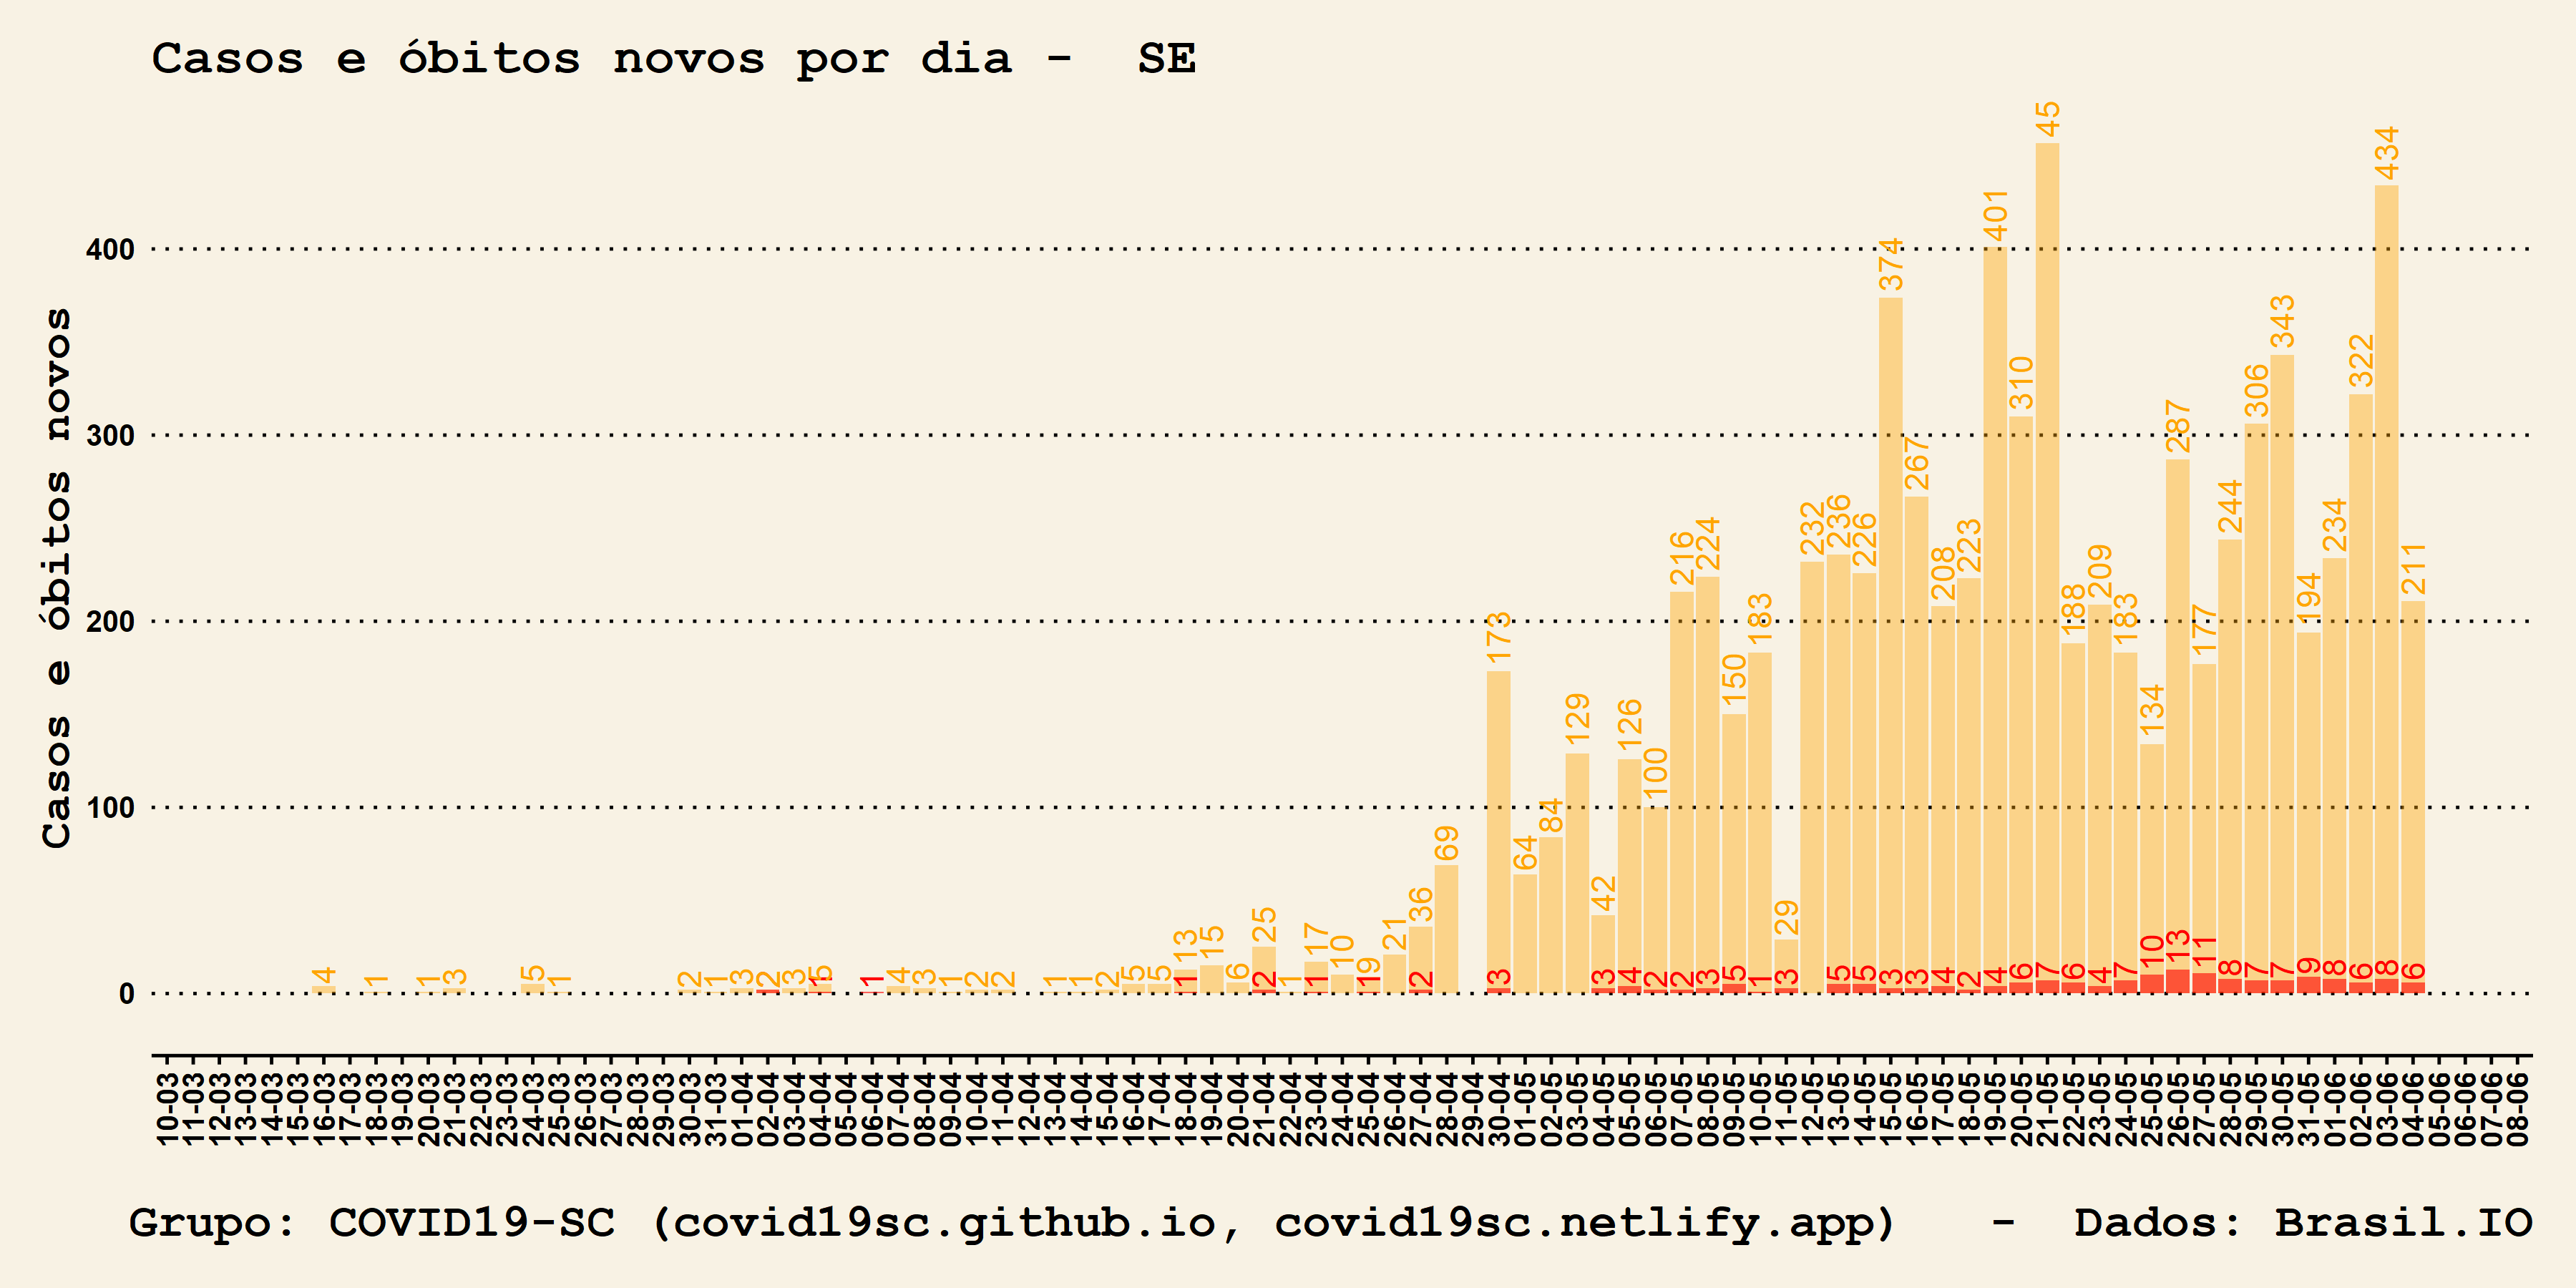 Casos e óbitos novos por dia - SE
Casos e óbitos novos
400
300
200
100
0
4 1 1 3 5 1 2 1 3 2 3 5 4 3 1 2 2 1 1 2 5 5 13 15 6 25 1 17 10 9 21 36 69 173 64 84 129 42 126 100 216 224 150 183 29 232 236 226 374 267 208 223 401 310 45 188 209 183 134 287 177 244 306 343 194 234 322 434 211
2 1 1 1 2 1 1 2 3 3 4 2 2 3 5 1 3 5 5 3 3 4 2 4 6 7 6 4 7 10 13 11 8 7 7 9 8 6 8 6
10-03 11-03 12-03 13-03 14-03 15-03 16-03 17-03 18-03 19-03 20-03 21-03 22-03 23-03 24-03 25-03 26-03 27-03 28-03 29-03 30-03 31-03 01-04 02-04 03-04 04-04 05-04 06-04 07-04 08-04 09-04 10-04 11-04 12-04 13-04 14-04 15-04 16-04 17-04 18-04 19-04 20-04 21-04 22-04 23-04 24-04 25-04 26-04 27-04 28-04 29-04 30-04 01-05 02-05 03-05 04-05 05-05 06-05 07-05 08-05 09-05 10-05 11-05 12-05 13-05 14-05 15-05 16-05 17-05 18-05 19-05 20-05 21-05 22-05 23-05 24-05 25-05 26-05 27-05 28-05 29-05 30-05 31-05 01-06 02-06 03-06 04-06 05-06 06-06 07-06 08-06
Grupo: COVID19-SC (covid19sc.github.io, covid19sc.netlify.app) - Dados: Brasil.IO